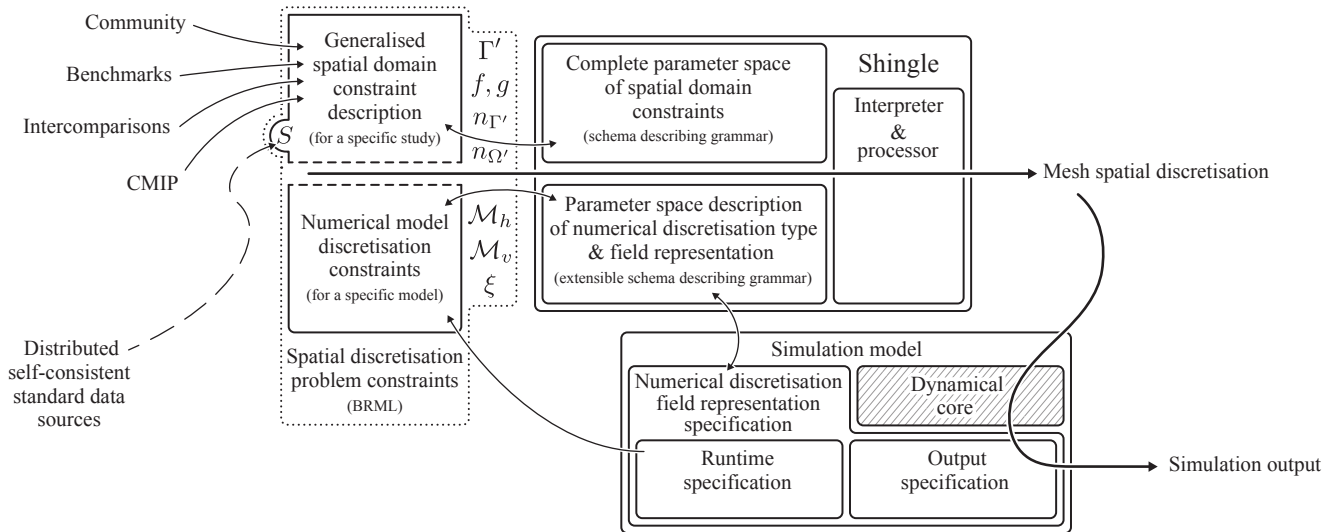 Community
Benchmarks
Intercomparisons
CMIP
Distributed
self-consistent
standard data
sources
S
Generalised
spatial domain
constraint
description
(for a specific study)
Γ′
f, g
n_Γ′
n_Ω′
Numerical model
discretisation
constraints
(for a specific model)
ℳ_h
ℳ_v
ξ
Spatial discretisation
problem constraints
(BRML)
Shingle
Complete parameter space
of spatial domain
constraints
(schema describing grammar)
Interpreter
&
processor
Parameter space description
of numerical discretisation type
& field representation
(extensible schema describing grammar)
Mesh spatial discretisation
Simulation model
Numerical discretisation
field representation
specification
Dynamical
core
Runtime
specification
Output
specification
Simulation output